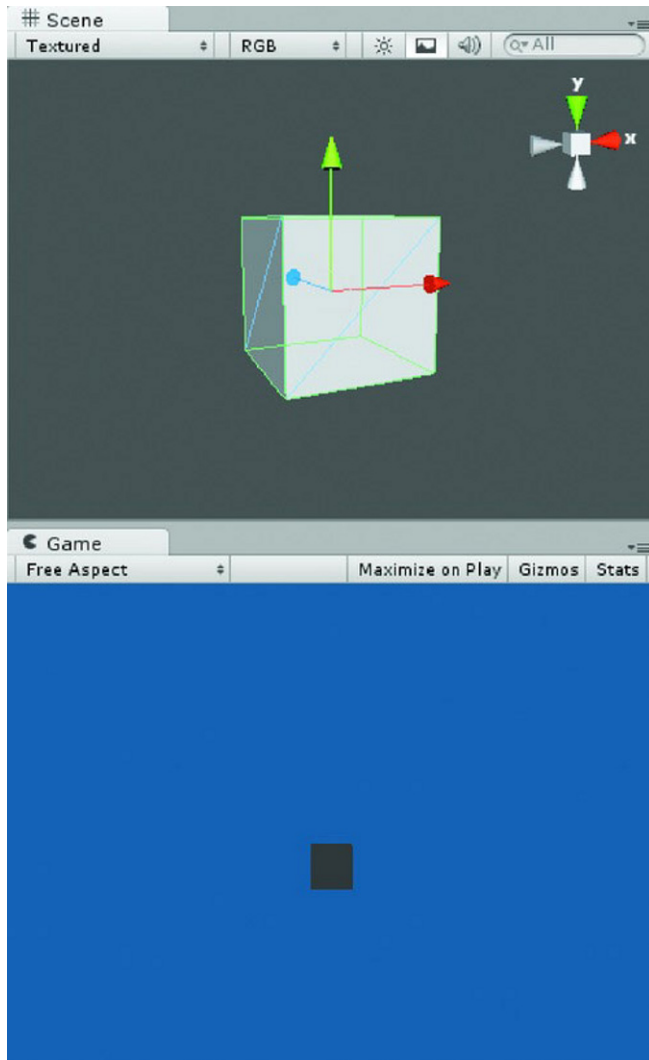 Scene
Textured RGB All
y
x
Game
Free Aspect Maximize on Play Gizmos Stats